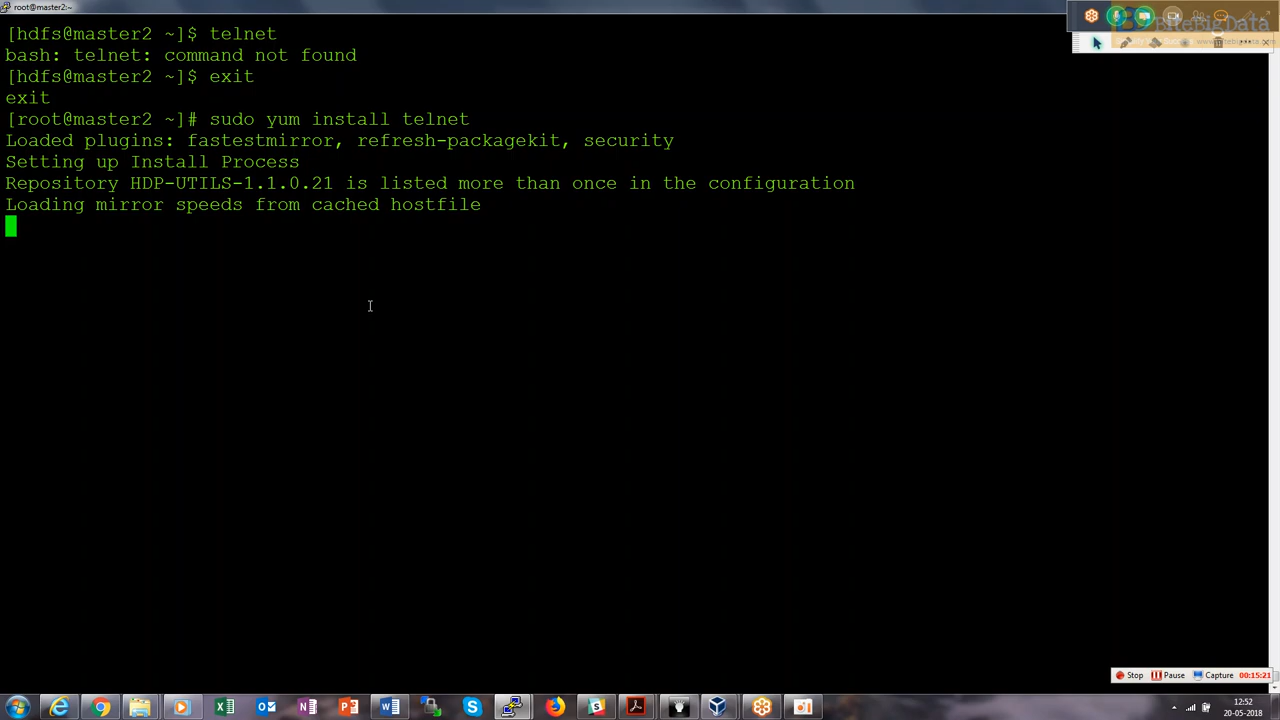 root@master2:~
[hdfs@master2 ~]$ telnet
bash: telnet: command not found
[hdfs@master2 ~]$ exit
exit
[root@master2 ~]# sudo yum install telnet
Loaded plugins: fastestmirror, refresh-packagekit, security
Setting up Install Process
Repository HDP-UTILS-1.1.0.21 is listed more than once in the configuration
Loading mirror speeds from cached hostfile
Stop Pause Capture 00:15:21
12:52
20-05-2018